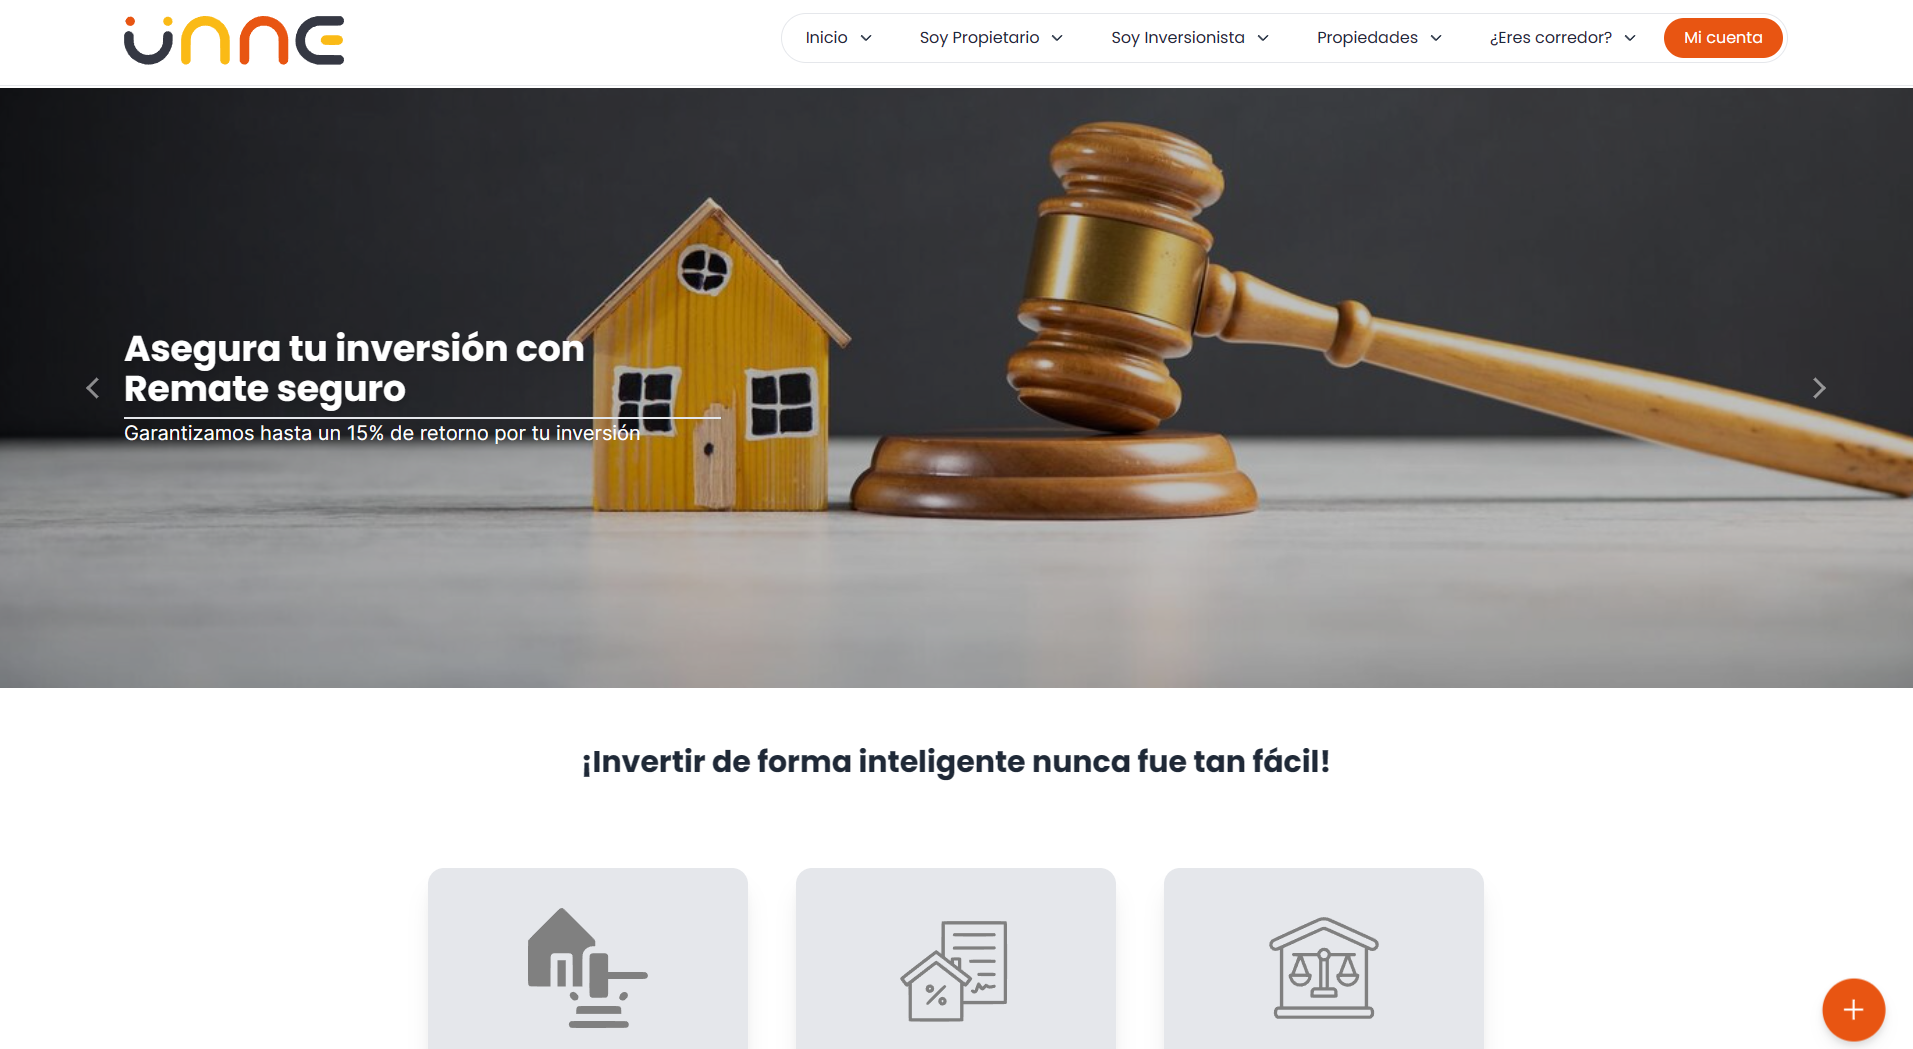 ünne
Inicio
Soy Propietario
Soy Inversionista
Propiedades
¿Eres corredor?
Mi cuenta
Asegura tu inversión con
Remate seguro
Garantizamos hasta un 15% de retorno por tu inversión
¡Invertir de forma inteligente nunca fue tan fácil!